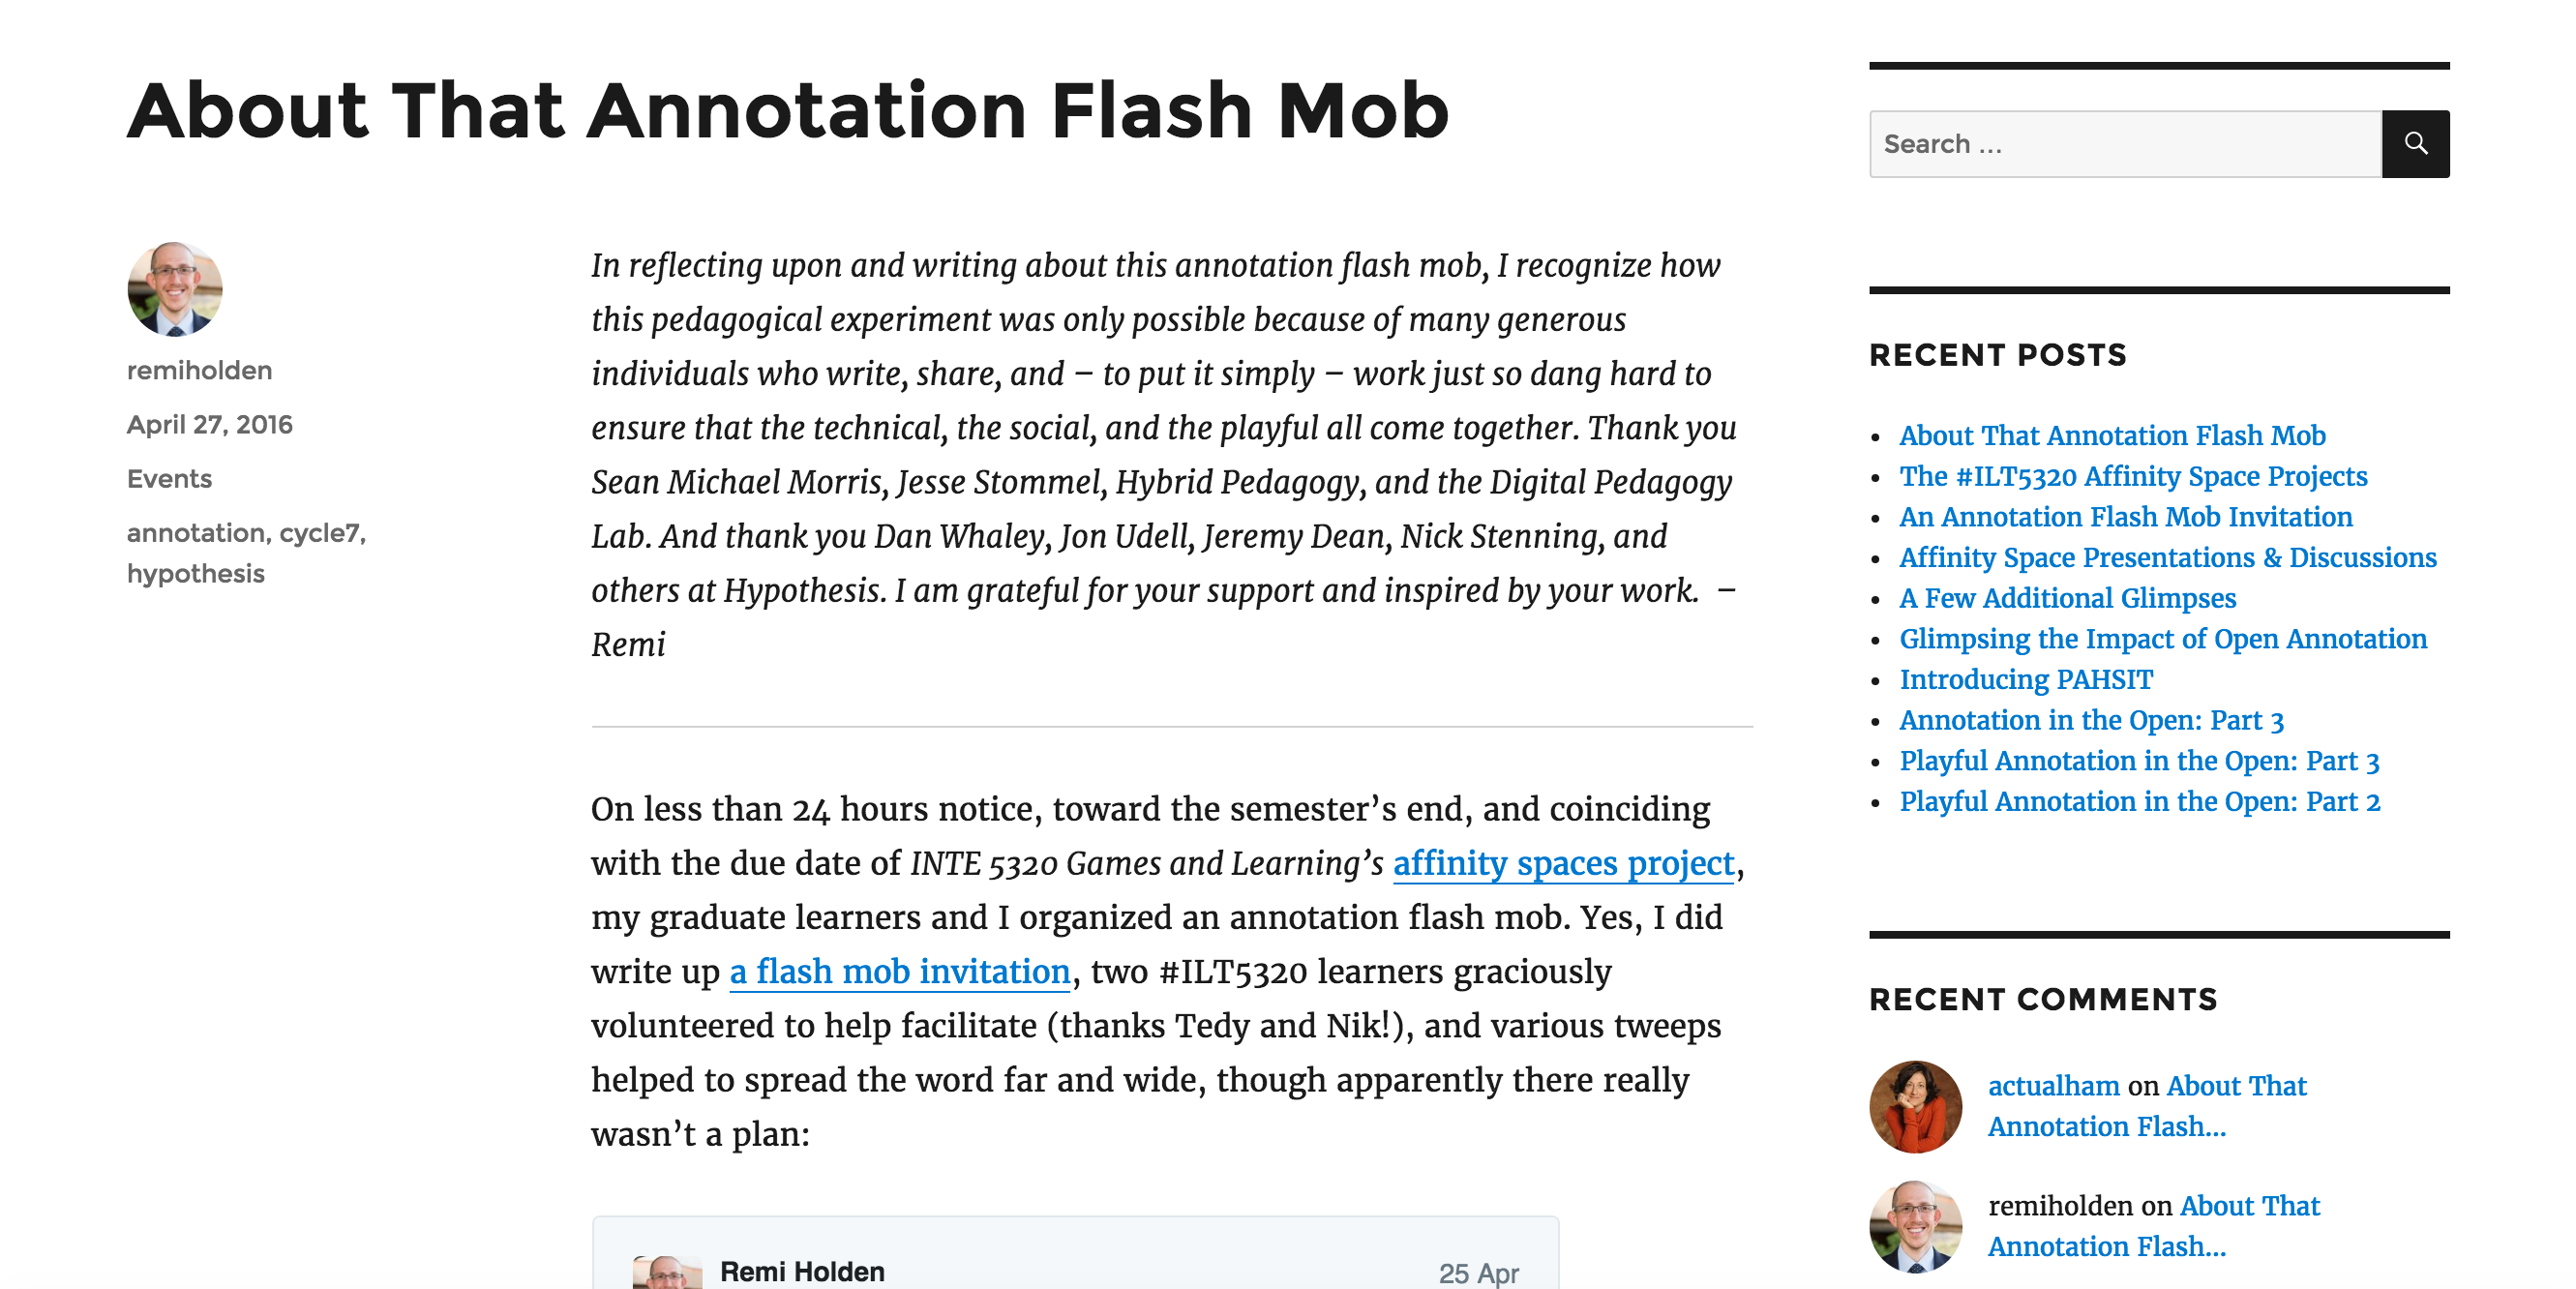 About That Annotation Flash Mob
remiholden
April 27, 2016
Events
annotation, cycle7,
hypothesis
In reflecting upon and writing about this annotation flash mob, I recognize how
this pedagogical experiment was only possible because of many generous
individuals who write, share, and – to put it simply – work just so dang hard to
ensure that the technical, the social, and the playful all come together. Thank you
Sean Michael Morris, Jesse Stommel, Hybrid Pedagogy, and the Digital Pedagogy
Lab. And thank you Dan Whaley, Jon Udell, Jeremy Dean, Nick Stenning, and
others at Hypothesis. I am grateful for your support and inspired by your work.  –
Remi
On less than 24 hours notice, toward the semester’s end, and coinciding
with the due date of INTE 5320 Games and Learning’s affinity spaces project,
my graduate learners and I organized an annotation flash mob. Yes, I did
write up a flash mob invitation, two #ILT5320 learners graciously
volunteered to help facilitate (thanks Tedy and Nik!), and various tweeps
helped to spread the word far and wide, though apparently there really
wasn’t a plan:
Remi Holden
25 Apr
Search …
RECENT POSTS
About That Annotation Flash Mob
The #ILT5320 Affinity Space Projects
An Annotation Flash Mob Invitation
Affinity Space Presentations & Discussions
A Few Additional Glimpses
Glimpsing the Impact of Open Annotation
Introducing PAHSIT
Annotation in the Open: Part 3
Playful Annotation in the Open: Part 3
Playful Annotation in the Open: Part 2
RECENT COMMENTS
actualham on About That
Annotation Flash…
remiholden on About That
Annotation Flash…